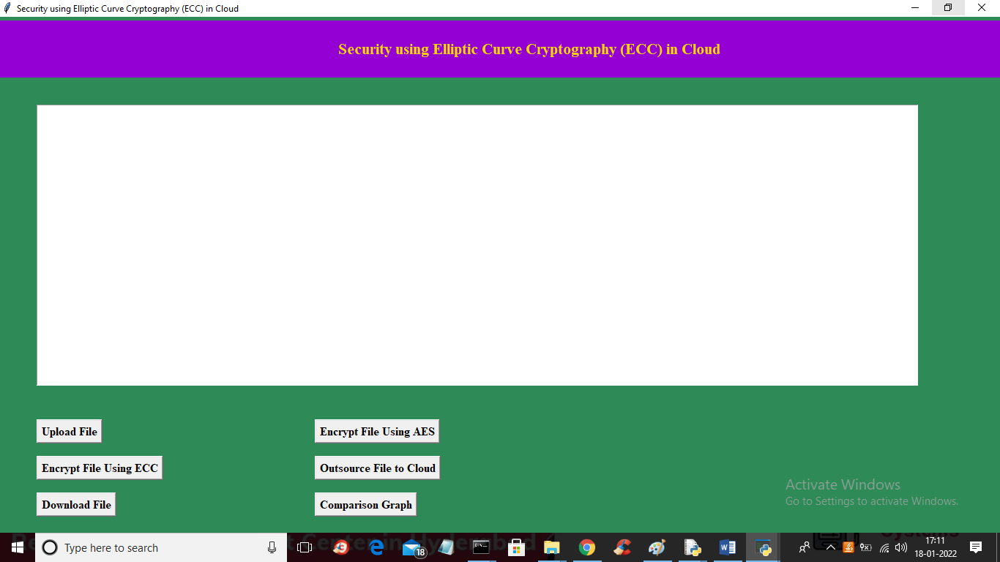 Security using Elliptic Curve Cryptography (ECC) in Cloud
Security using Elliptic Curve Cryptography (ECC) in Cloud
Upload File
Encrypt File Using AES
Encrypt File Using ECC
Outsource File to Cloud
Download File
Comparison Graph
Activate Windows
Go to Settings to activate Windows.
Type here to search
18
17:11
18-01-2022